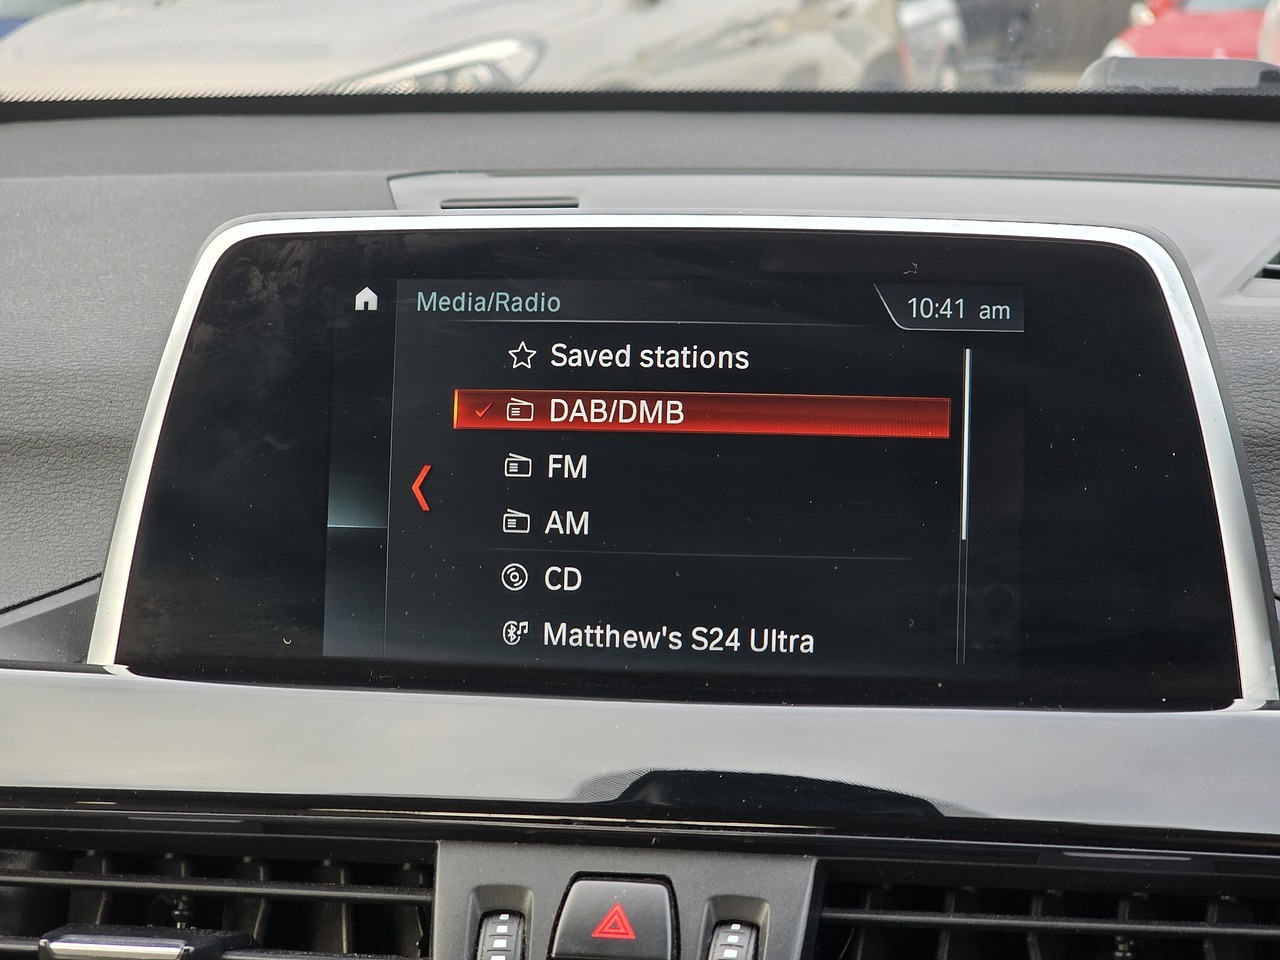 Media/Radio
10:41 am
Saved stations
DAB/DMB
FM
AM
CD
Matthew's S24 Ultra